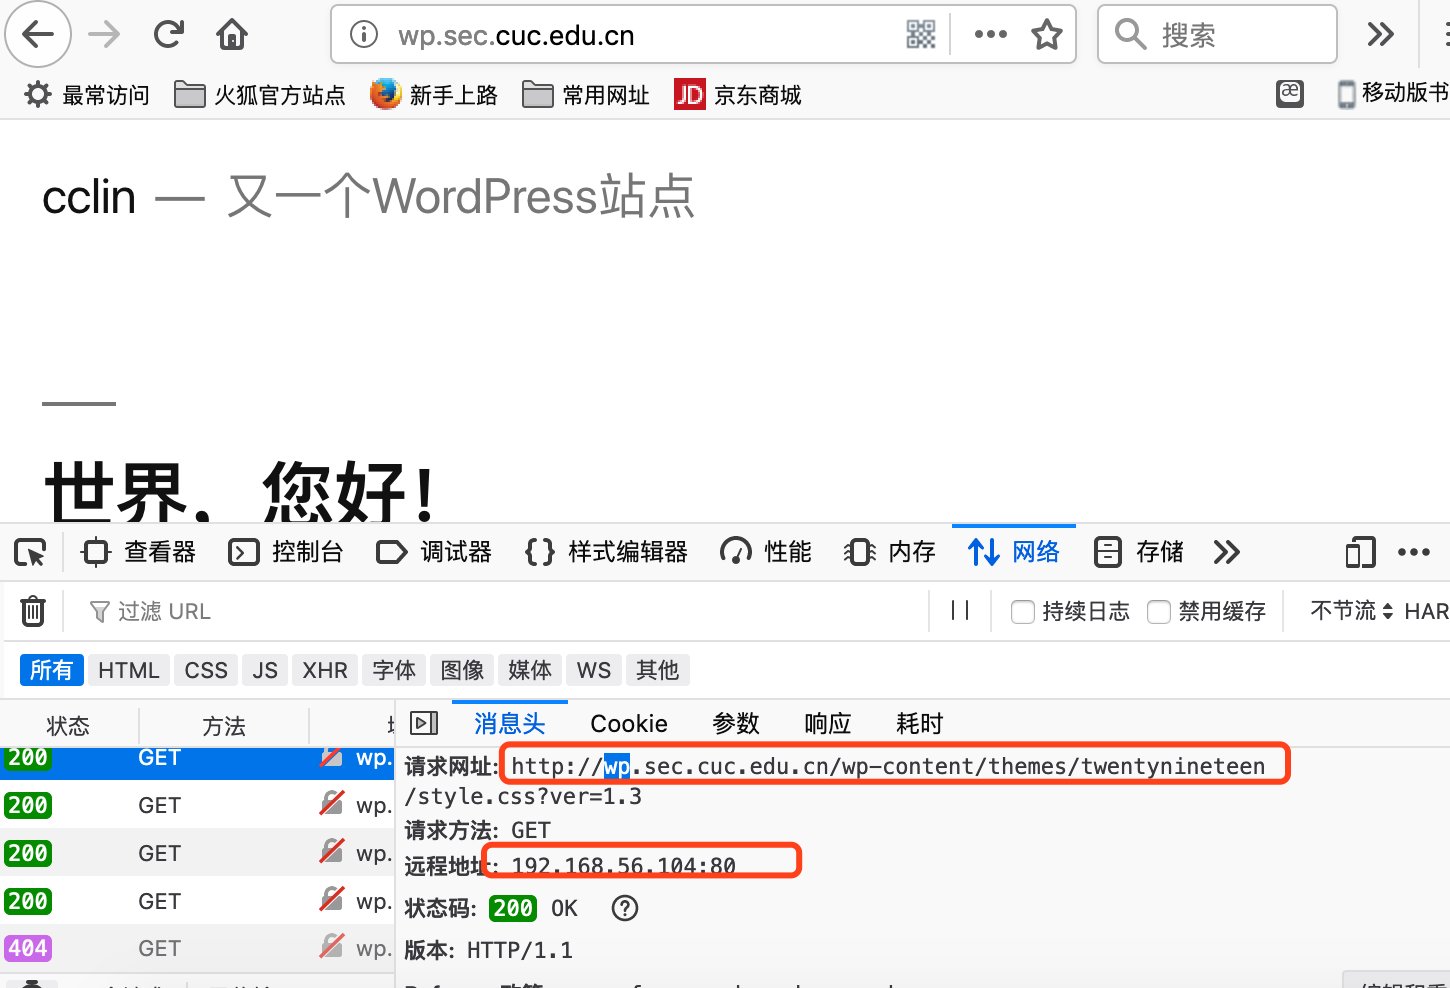 wp.sec.cuc.edu.cn 搜索
最常访问 火狐官方站点 新手上路 常用网址 JD 京东商城 æ 移动版书
cclin — 又一个WordPress站点
世界，您好！
查看器 控制台 调试器 样式编辑器 性能 内存 网络 存储
过滤 URL 持续日志 禁用缓存 不节流 HAR
所有 HTML CSS JS XHR 字体 图像 媒体 WS 其他
状态 方法 消息头 Cookie 参数 响应 耗时
200 GET wp.
请求网址: http://wp.sec.cuc.edu.cn/wp-content/themes/twentynineteen
/style.css?ver=1.3
200 GET wp.
请求方法: GET
200 GET wp.
远程地址: 192.168.56.104:80
200 GET wp.
状态码: 200 OK
404 GET wp.
版本: HTTP/1.1